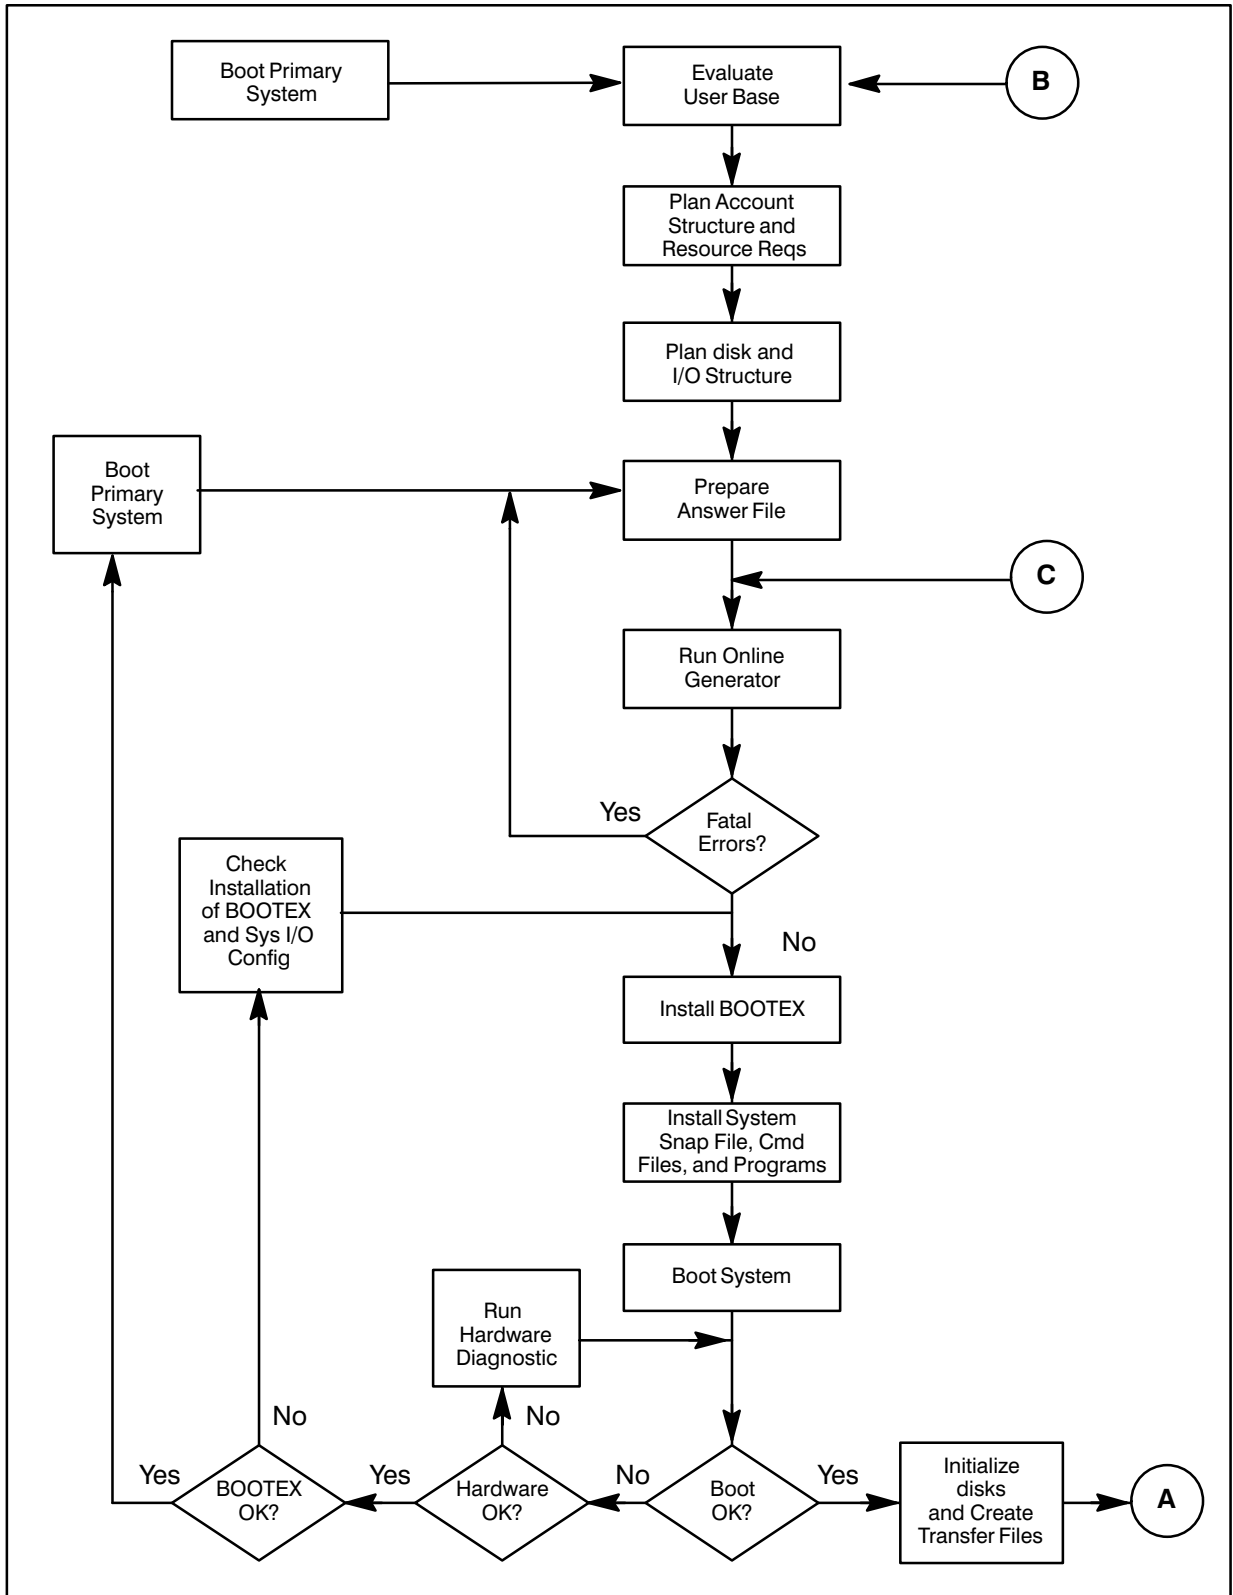 Boot Primary
System
Evaluate
User Base
B
Plan Account
Structure and
Resource Reqs
Plan disk and
I/O Structure
Boot
Primary
System
Prepare
Answer File
C
Run Online
Generator
Yes
Fatal
Errors?
Check
Installation
of BOOTEX
and Sys I/O
Config
No
Install BOOTEX
Install System
Snap File, Cmd
Files, and Programs
Boot System
Run
Hardware
Diagnostic
No
No
Yes
BOOTEX
OK?
Yes
Hardware
OK?
No
Boot
OK?
Yes
Initialize
disks
and Create
Transfer Files
A